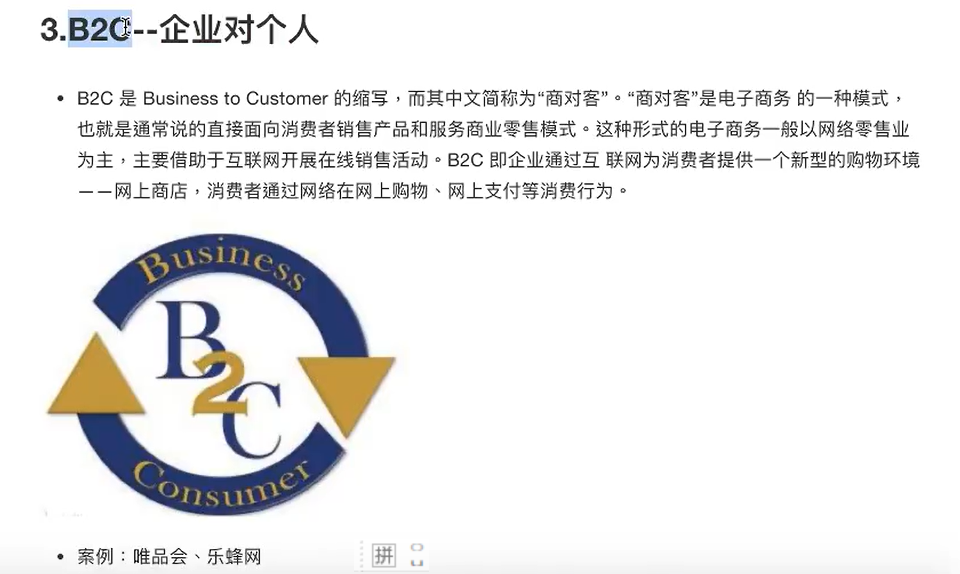 3.B2C--企业对个人
B2C 是 Business to Customer 的缩写，而其中文简称为“商对客”。“商对客”是电子商务 的一种模式，
也就是通常说的直接面向消费者销售产品和服务商业零售模式。这种形式的电子商务一般以网络零售业
为主，主要借助于互联网开展在线销售活动。B2C 即企业通过互 联网为消费者提供一个新型的购物环境
——网上商店，消费者通过网络在网上购物、网上支付等消费行为。
Business
B2C
Consumer
案例：唯品会、乐蜂网
拼